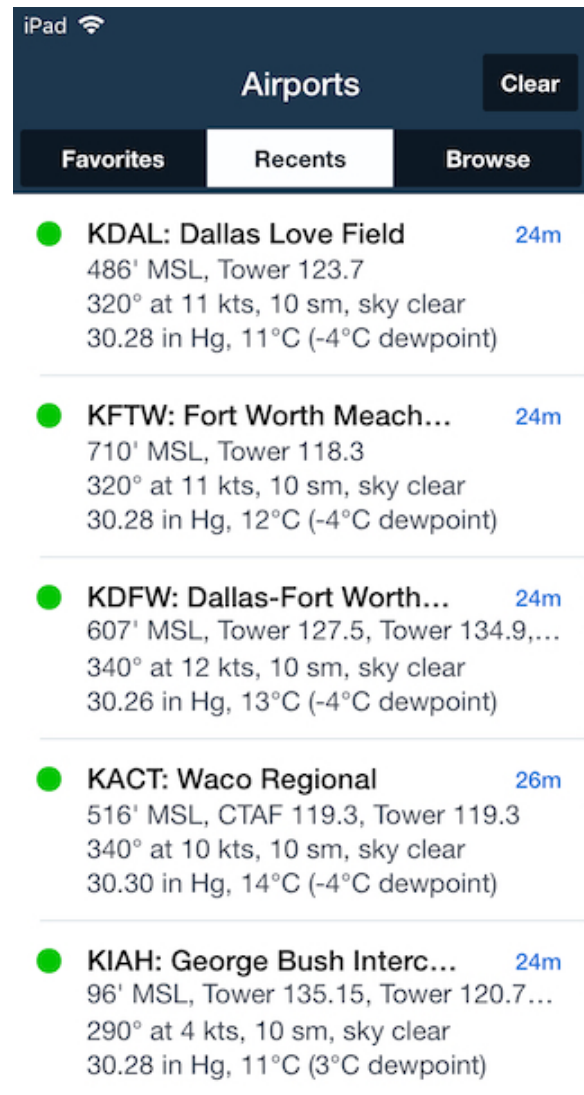 iPad
Airports Clear
Favorites Recents Browse
KDAL: Dallas Love Field 24m
486' MSL, Tower 123.7
320° at 11 kts, 10 sm, sky clear
30.28 in Hg, 11°C (-4°C dewpoint)
KFTW: Fort Worth Meach... 24m
710' MSL, Tower 118.3
320° at 11 kts, 10 sm, sky clear
30.28 in Hg, 12°C (-4°C dewpoint)
KDFW: Dallas-Fort Worth... 24m
607' MSL, Tower 127.5, Tower 134.9,...
340° at 12 kts, 10 sm, sky clear
30.26 in Hg, 13°C (-4°C dewpoint)
KACT: Waco Regional 26m
516' MSL, CTAF 119.3, Tower 119.3
340° at 10 kts, 10 sm, sky clear
30.30 in Hg, 14°C (-4°C dewpoint)
KIAH: George Bush Interc... 24m
96' MSL, Tower 135.15, Tower 120.7...
290° at 4 kts, 10 sm, sky clear
30.28 in Hg, 11°C (3°C dewpoint)